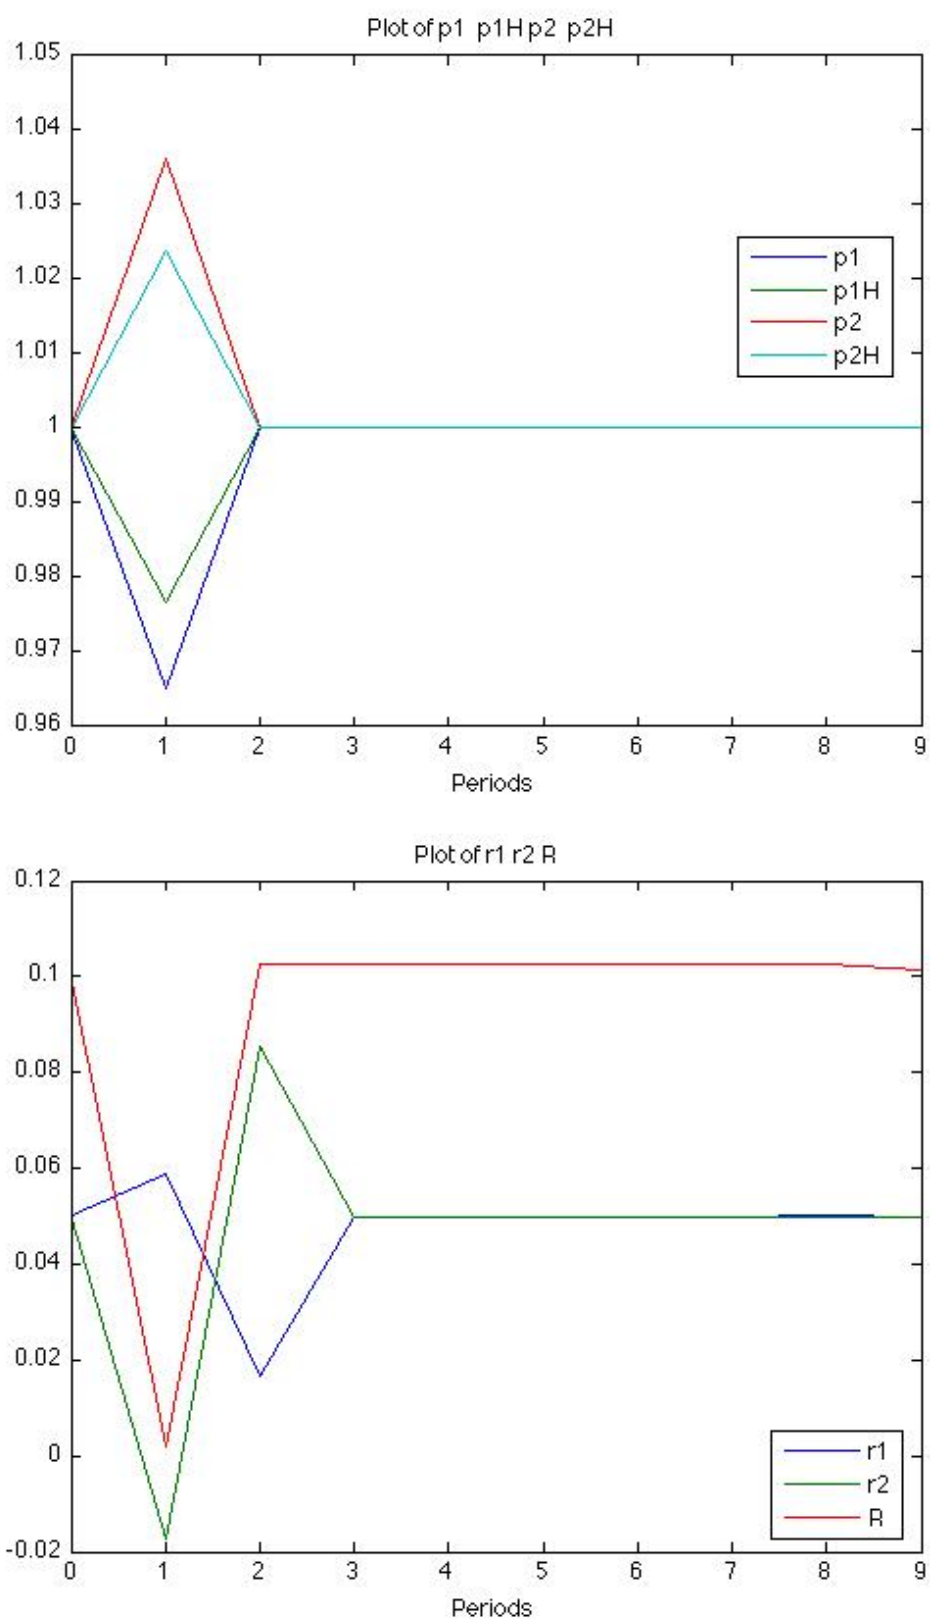 Plot of p1 p1H p2 p2H
1.05
1.04
1.03
1.02
1.01
1
0.99
0.98
0.97
0.96
p1
p1H
p2
p2H
0 1 2 3 4 5 6 7 8 9
Periods
Plot of r1 r2 R
0.12
0.1
0.08
0.06
0.04
0.02
0
-0.02
r1
r2
R
0 1 2 3 4 5 6 7 8 9
Periods